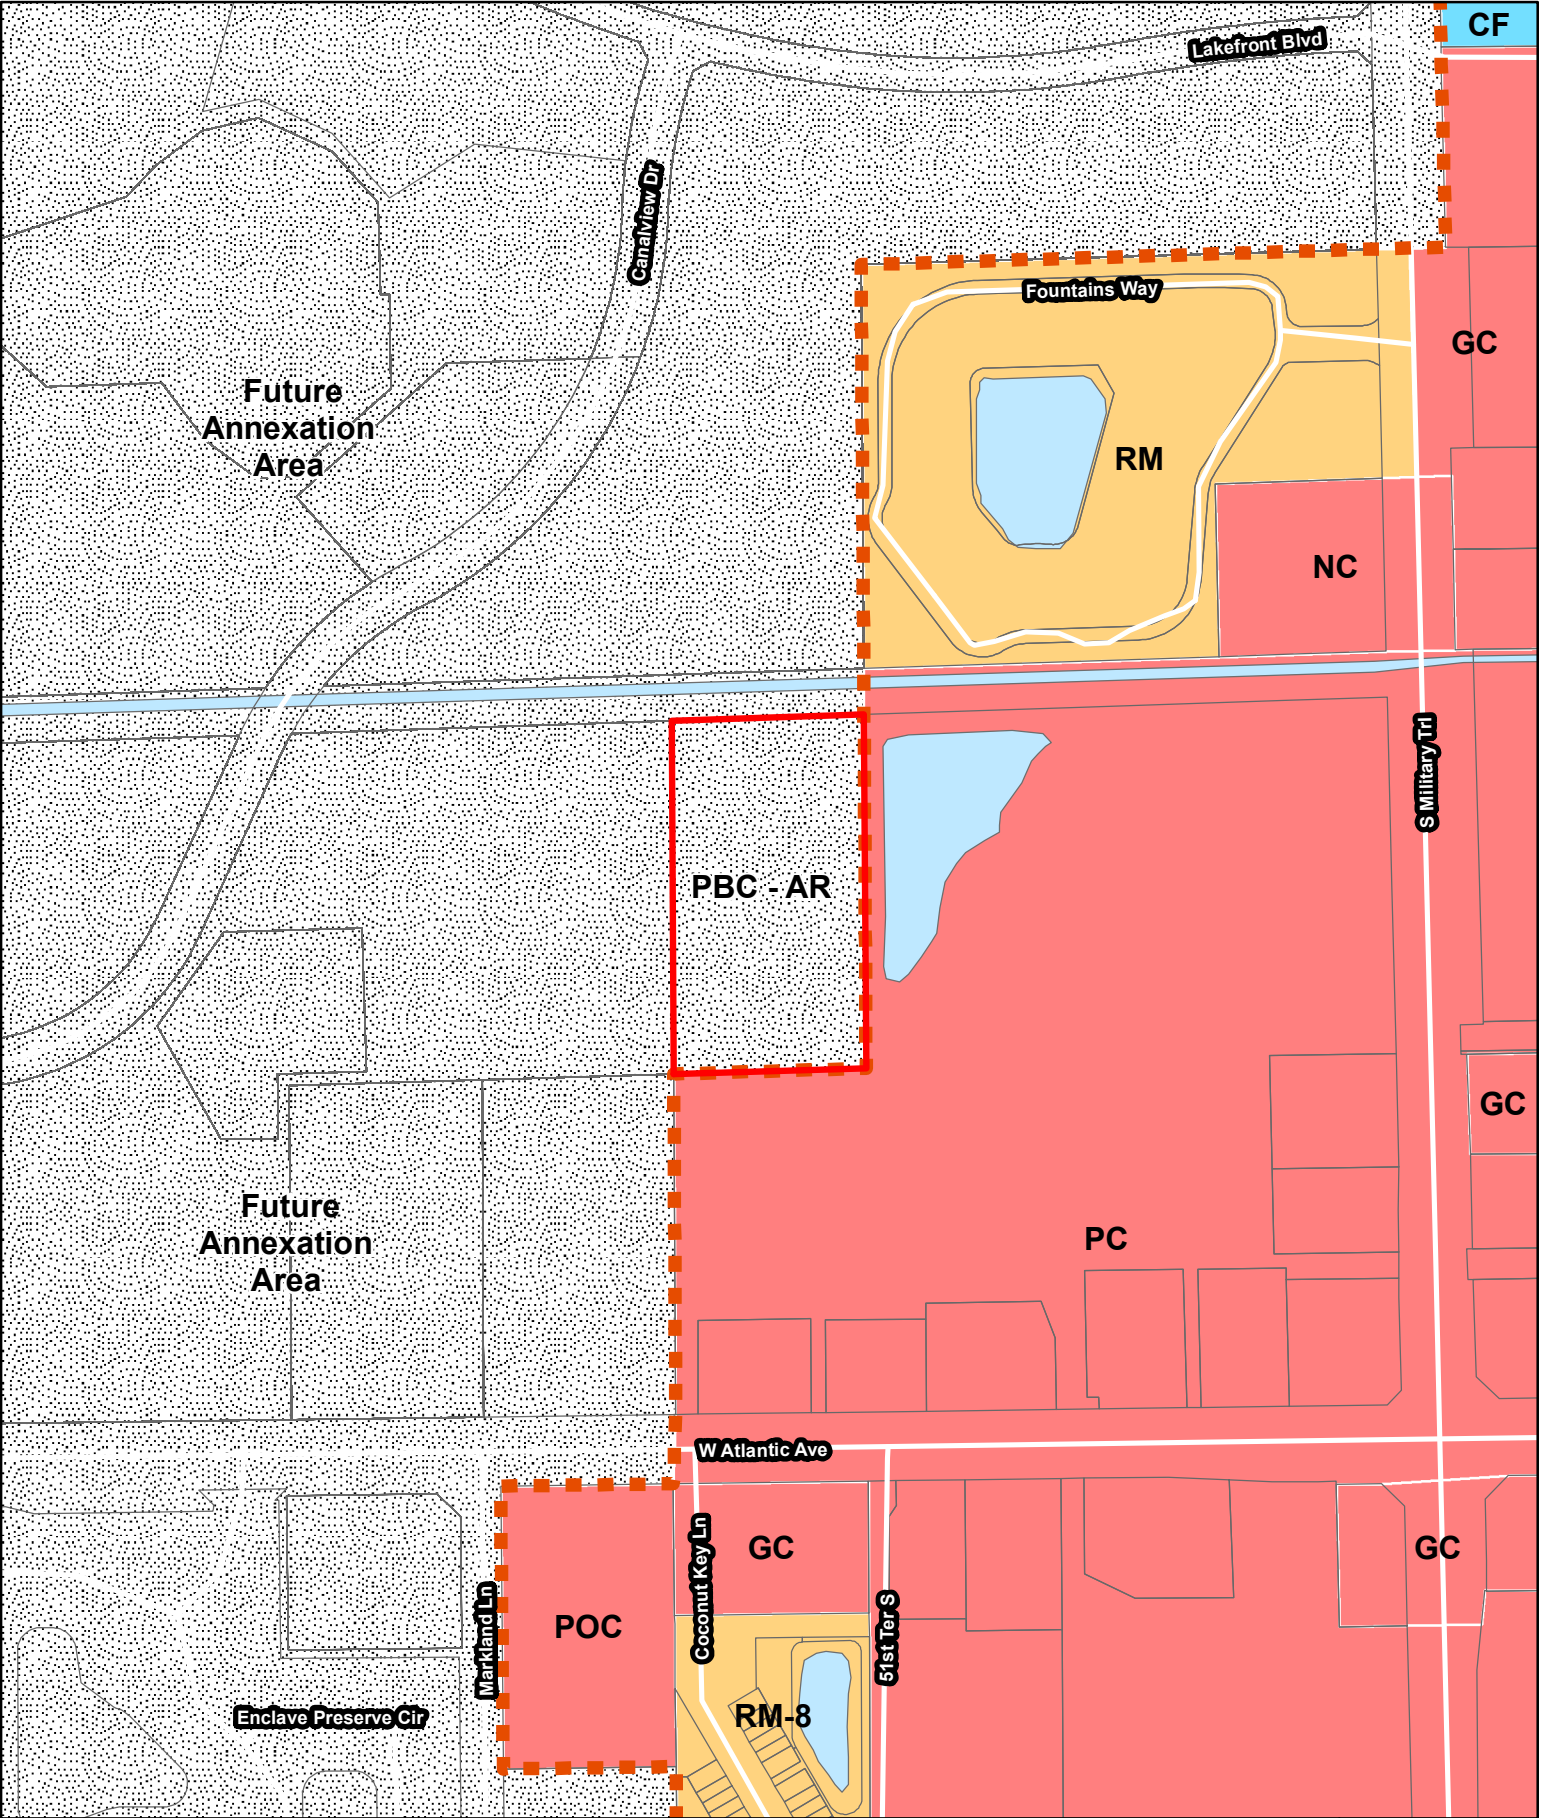 CF
Lakefront Blvd
Canalview Dr
Fountains Way
GC
Future
Annexation
Area
RM
NC
S Military Trl
PBC - AR
GC
Future
Annexation
Area
PC
W Atlantic Ave
GC
GC
Coconut Key Ln
Markland Ln
POC
51st Ter S
RM-8
Enclave Preserve Cir